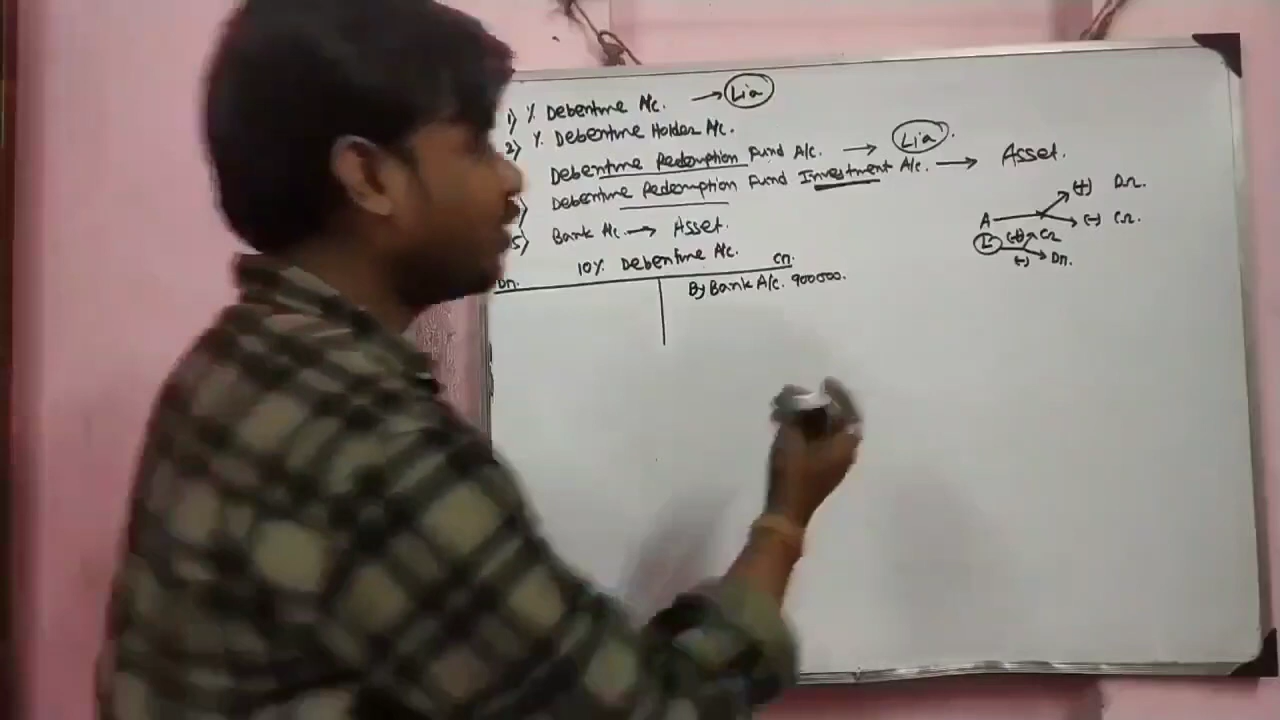 1) % Debenture A/c. → Lia
2) % Debenture Holder A/c.
Debenture Redemption Fund A/c. → Lia.
Debenture Redemption Fund Investment A/c. → Asset.
5) Bank A/c. → Asset.
A (+) Dr.
(-) Cr.
L (+) Cr
(-) Dr.
10% Debenture A/c.
Dr. Cr.
By Bank A/c. 900000.